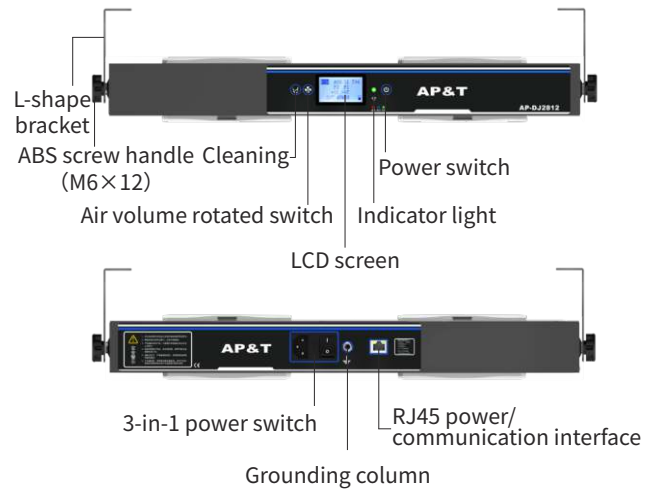 AP&T
AP-DJ2812
L-shape
bracket
ABS screw handle
(M6×12)
Cleaning
Power switch
Air volume rotated switch
Indicator light
LCD screen
AP&T
3-in-1 power switch
RJ45 power/
communication interface
Grounding column